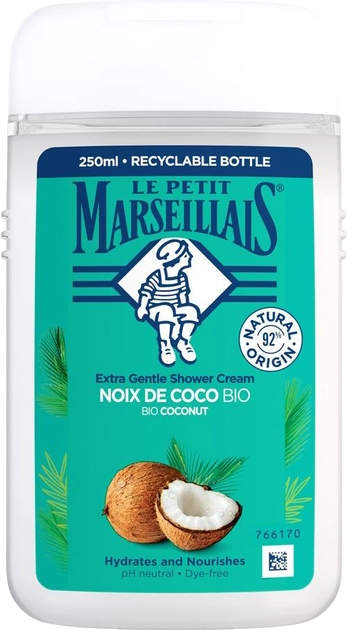 250ml • RECYCLABLE BOTTLE
LE PETIT
MARSEILLAIS®
NATURAL
92%
ORIGIN
Extra Gentle Shower Cream
NOIX DE COCO BIO
BIO COCONUT
766170
Hydrates and Nourishes
pH neutral • Dye-free